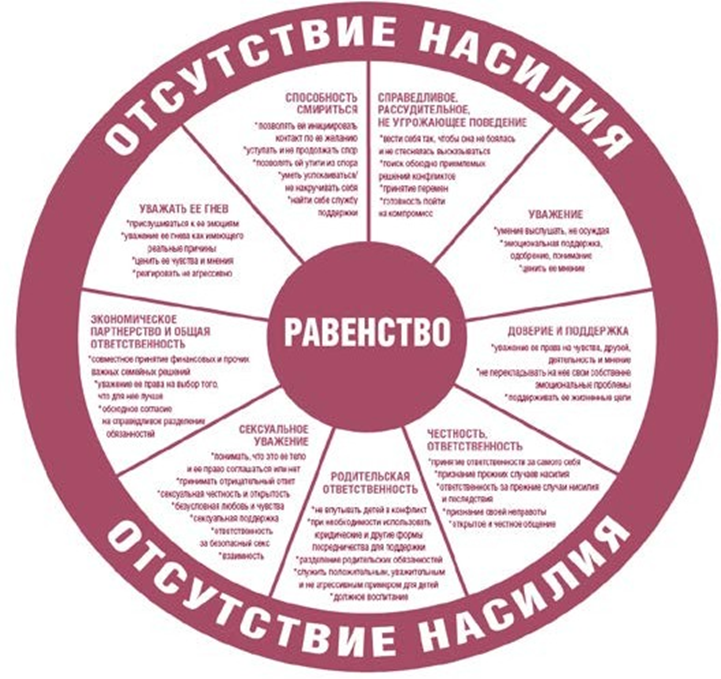 ОТСУТСТВИЕ НАСИЛИЯ
СПОСОБНОСТЬ
СМИРИТЬСЯ
*позволять ей инициировать
контакт по ее желанию
*уступать и не продолжать спор
*позволять ей уйти из спора
*уметь успокаиваться/
не накручивать себя
*найти себе службу
поддержки
СПРАВЕДЛИВОЕ,
РАССУДИТЕЛЬНОЕ,
НЕ УГРОЖАЮЩЕЕ ПОВЕДЕНИЕ
*вести себя так, чтобы она не боялась
и не стеснялась высказываться
*поиск обоюдно приемлемых
решений конфликтов
*принятие перемен
*готовность пойти
на компромисс
УВАЖЕНИЕ
*умение выслушать, не осуждая
*эмоциональная поддержка,
одобрение, понимание
*ценить ее мнение
ДОВЕРИЕ И ПОДДЕРЖКА
*уважение ее права на чувства, друзей,
деятельность и мнение
*не перекладывать на нее свои собственные
эмоциональные проблемы
*поддерживать ее жизненные цели
ЧЕСТНОСТЬ,
ОТВЕТСТВЕННОСТЬ
*принятие ответственности за самого себя
*признание прежних случаев насилия
*ответственность за прежние случаи насилия
и последствия
*признание своей неправоты
*открытое и честное общение
РОДИТЕЛЬСКАЯ
ОТВЕТСТВЕННОСТЬ
*не впутывать детей в конфликт
*при необходимости использовать
юридические и другие формы
посредничества для поддержки
*разделение родительских обязанностей
*служить положительным, уважительным
и не агрессивным примером для детей
*должное воспитание
СЕКСУАЛЬНОЕ
УВАЖЕНИЕ
*понимать, что это ее тело
и ее право соглашаться или нет
*принимать отрицательный ответ
*сексуальная честность и открытость
*безусловная любовь и чувства
*сексуальная поддержка
*ответственность
за безопасный секс
*взаимность
ЭКОНОМИЧЕСКОЕ
ПАРТНЕРСТВО И ОБЩАЯ
ОТВЕТСТВЕННОСТЬ
*совместное принятие финансовых и прочих
важных семейных решений
*уважение ее права на выбор того,
что для нее лучше
*обоюдное согласие
на справедливое разделение
обязанностей
УВАЖАТЬ ЕЕ ГНЕВ
*прислушиваться к ее эмоциям
*уважение ее гнева как имеющего
реальные причины
*ценить ее чувства и мнения
*реагировать не агрессивно
РАВЕНСТВО
ОТСУТСТВИЕ НАСИЛИЯ